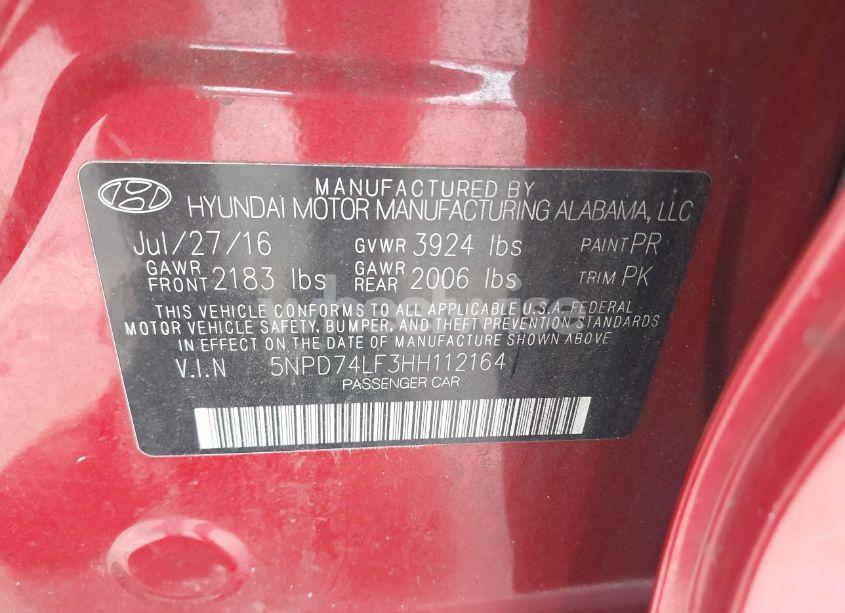 MANUFACTURED BY
HYUNDAI MOTOR MANUFACTURING ALABAMA, LLC
Jul/27/16 GVWR 3924 lbs PAINT PR
GAWR FRONT 2183 lbs GAWR REAR 2006 lbs TRIM PK
THIS VEHICLE CONFORMS TO ALL APPLICABLE U.S.A. FEDERAL
MOTOR VEHICLE SAFETY, BUMPER, AND THEFT PREVENTION STANDARDS
IN EFFECT ON THE DATE OF MANUFACTURE SHOWN ABOVE
V.I.N 5NPD74LF3HH112164
PASSENGER CAR